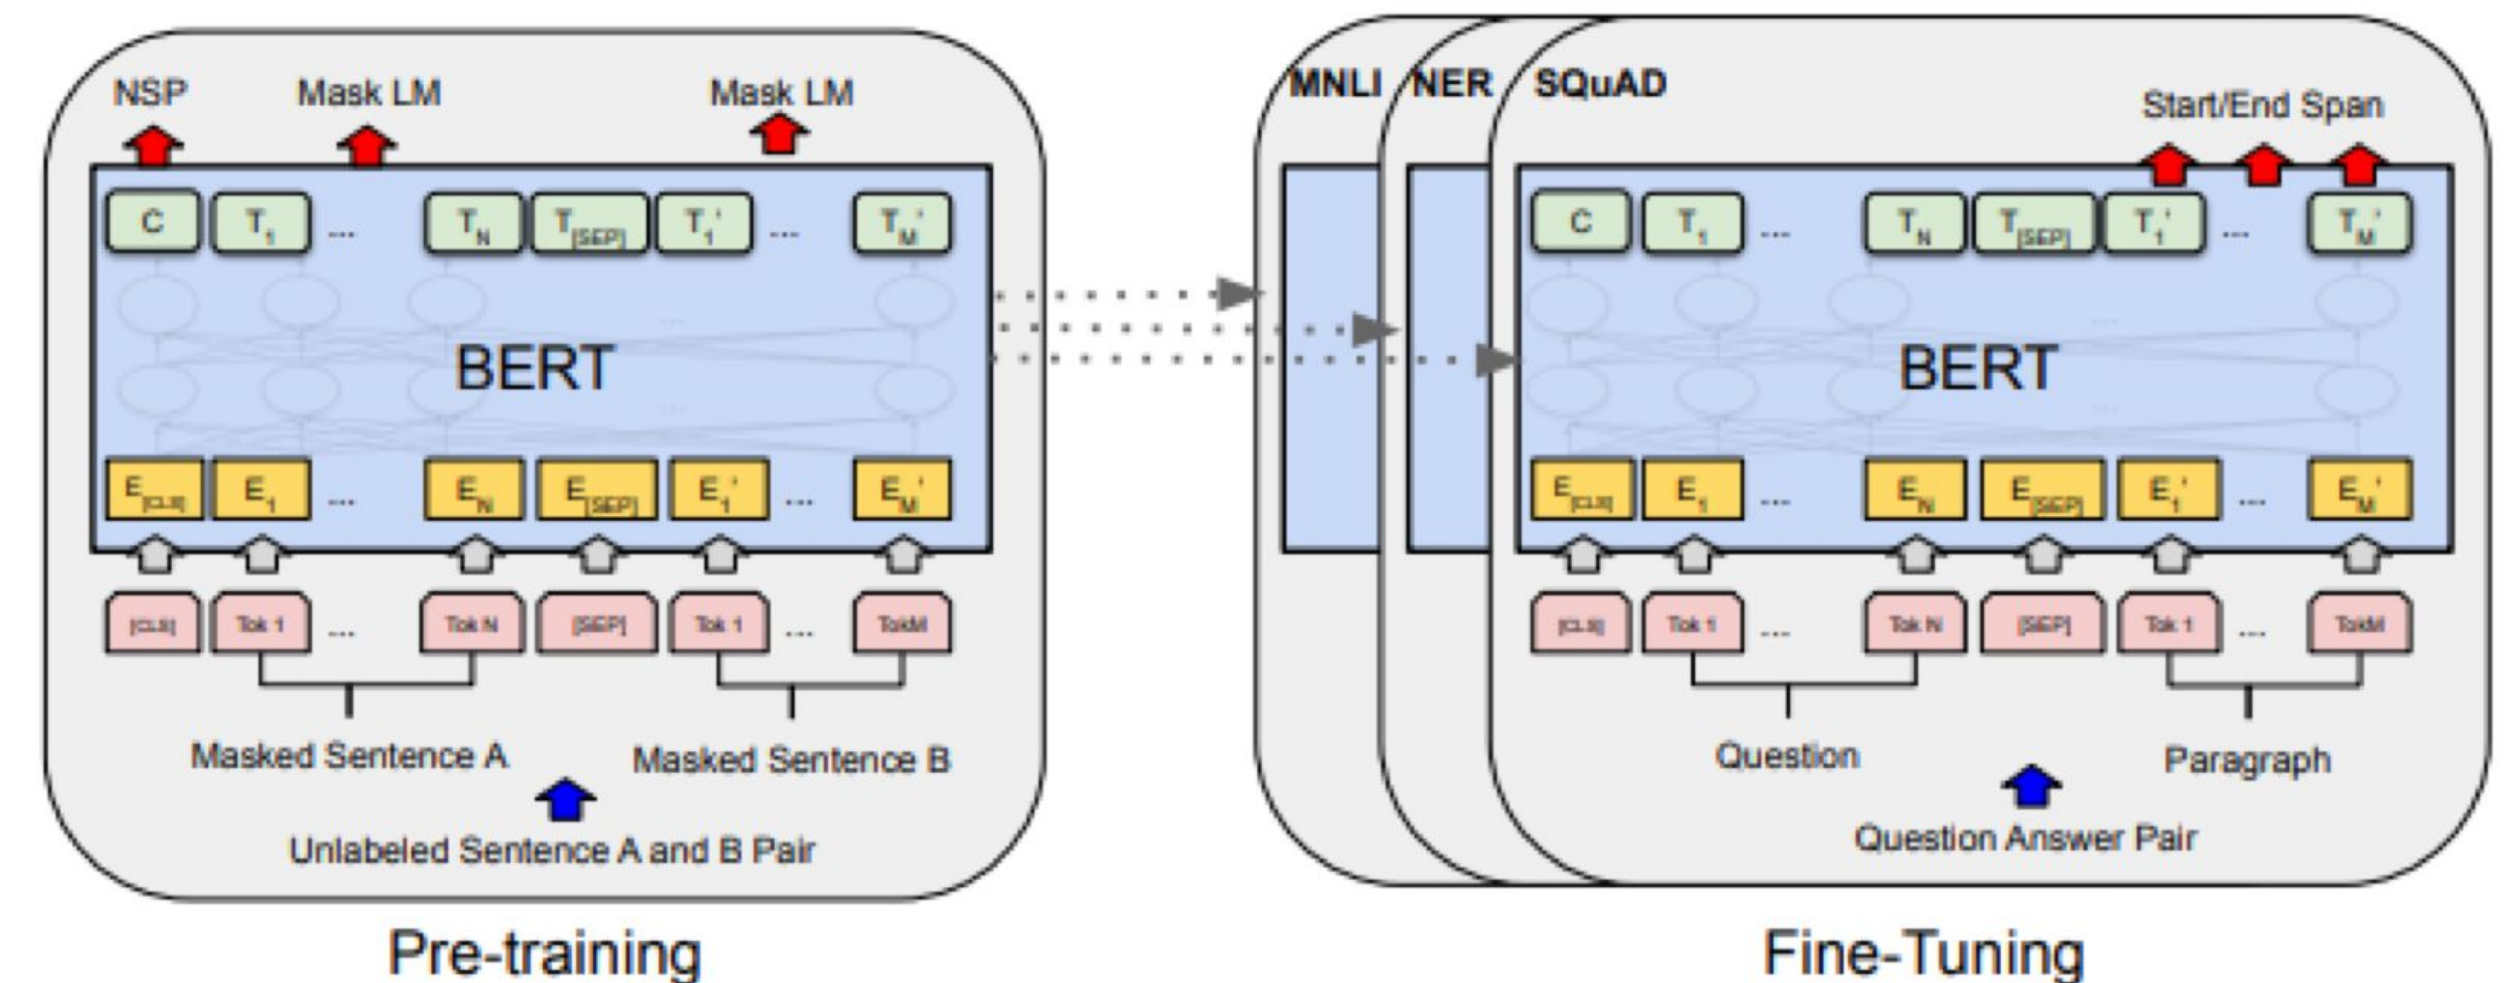 NSP Mask LM Mask LM
C T1 ... TN T[SEP] T1' ... TM'
BERT
E[CLS] E1 ... EN E[SEP] E1' ... EM'
[CLS] Tok 1 ... Tok N [SEP] Tok 1 ... TokM
Masked Sentence A Masked Sentence B
Unlabeled Sentence A and B Pair
Pre-training
MNLI NER SQuAD
Start/End Span
C T1 ... TN T[SEP] T1' ... TM'
BERT
E[CLS] E1 ... EN E[SEP] E1' ... EM'
[CLS] Tok 1 ... Tok N [SEP] Tok 1 ... TokM
Question Paragraph
Question Answer Pair
Fine-Tuning